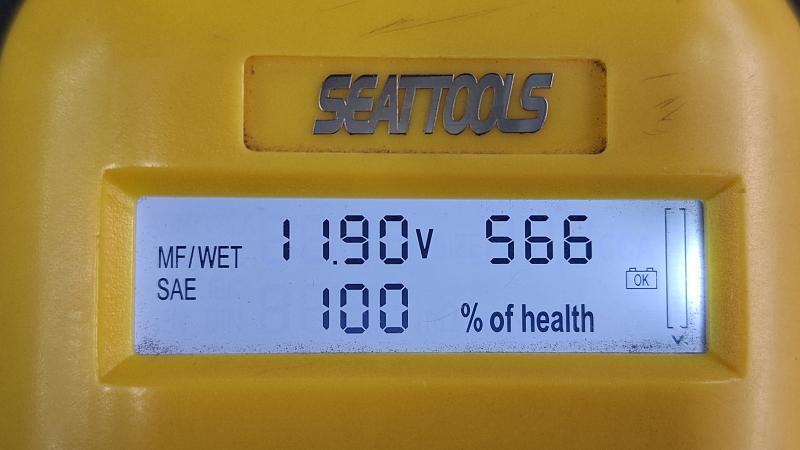 SEATTOOLS
MF/WET 11.90V 566
SAE
OK
100 % of health